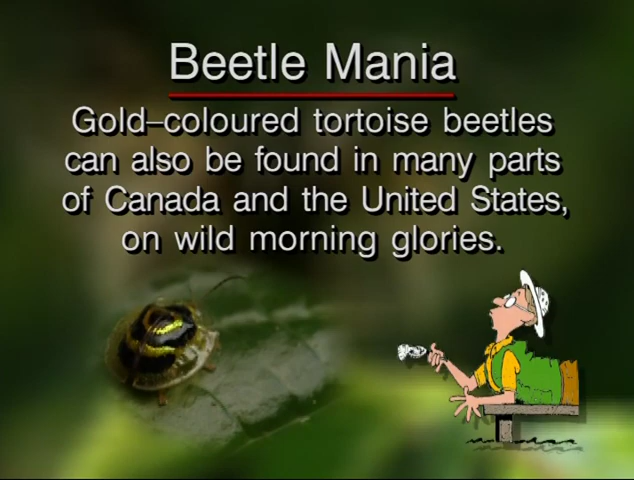 Beetle Mania
Gold–coloured tortoise beetles
can also be found in many parts
of Canada and the United States,
on wild morning glories.